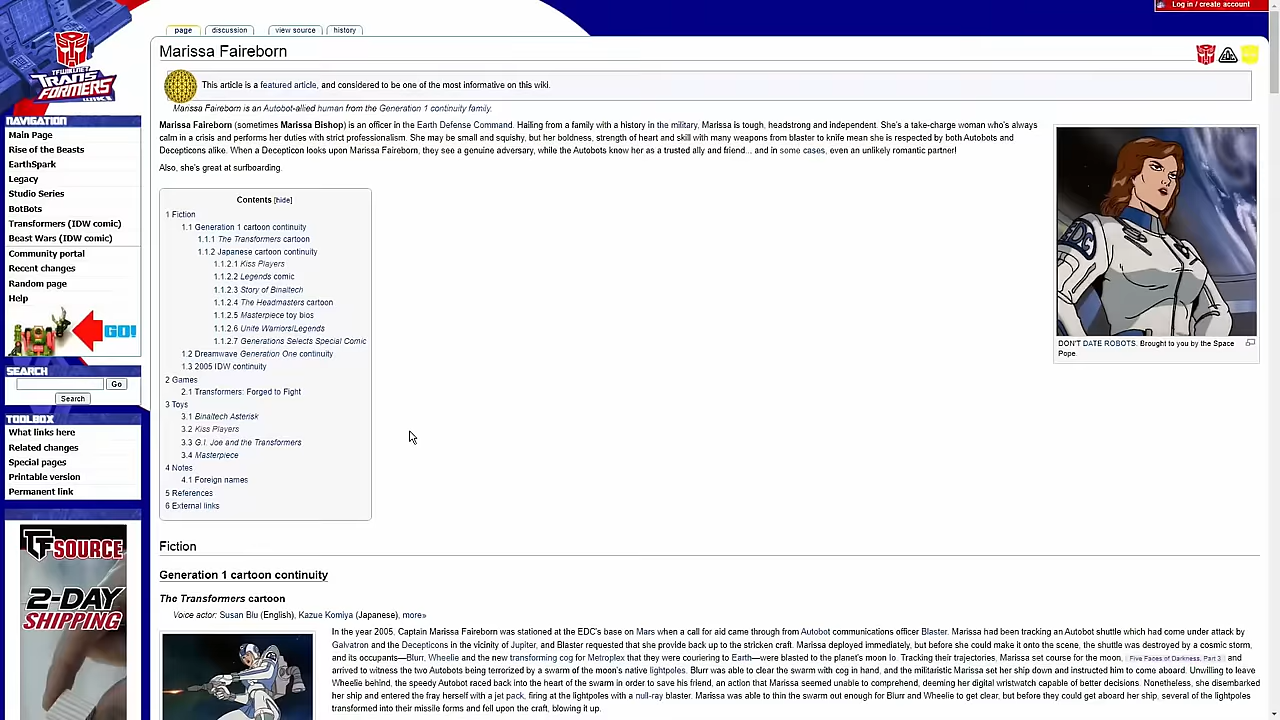 Log in / create account
page
discussion
view source
history
TFWIKI.NET
TRANSFORMERS
Marissa Faireborn
This article is a featured article, and considered to be one of the most informative on this wiki.
Marissa Faireborn is an Autobot-allied human from the Generation 1 continuity family.
Marissa Faireborn (sometimes Marissa Bishop) is an officer in the Earth Defense Command. Hailing from a family with a history in the military, Marissa is tough, headstrong and independent. She's a take-charge woman who's always
calm in a crisis and performs her duties with strict professionalism. She may be small and squishy, but her boldness, strength of heart and skill with many weapons from blaster to knife mean she is respected by both Autobots and
Decepticons alike. When a Decepticon looks upon Marissa Faireborn, they see a genuine adversary, while the Autobots know her as a trusted ally and friend... and in some cases, even an unlikely romantic partner!
Also, she's great at surfboarding.
EDC
DON'T DATE ROBOTS. Brought to you by the Space
Pope.
NAVIGATION
Main Page
Rise of the Beasts
EarthSpark
Legacy
Studio Series
BotBots
Transformers (IDW comic)
Beast Wars (IDW comic)
Community portal
Recent changes
Random page
Help
GO!
SEARCH
Go
Search
TOOLBOX
What links here
Related changes
Special pages
Printable version
Permanent link
TFSOURCE
2-DAY
SHIPPING
Contents [hide]
1 Fiction
1.1 Generation 1 cartoon continuity
1.1.1 The Transformers cartoon
1.1.2 Japanese cartoon continuity
1.1.2.1 Kiss Players
1.1.2.2 Legends comic
1.1.2.3 Story of Binaltech
1.1.2.4 The Headmasters cartoon
1.1.2.5 Masterpiece toy bios
1.1.2.6 Unite Warriors/Legends
1.1.2.7 Generations Selects Special Comic
1.2 Dreamwave Generation One continuity
1.3 2005 IDW continuity
2 Games
2.1 Transformers: Forged to Fight
3 Toys
3.1 Binaltech Asterisk
3.2 Kiss Players
3.3 G.I. Joe and the Transformers
3.4 Masterpiece
4 Notes
4.1 Foreign names
5 References
6 External links
Fiction
Generation 1 cartoon continuity
The Transformers cartoon
Voice actor: Susan Blu (English), Kazue Komiya (Japanese), more»
In the year 2005, Captain Marissa Faireborn was stationed at the EDC's base on Mars when a call for aid came through from Autobot communications officer Blaster. Marissa had been tracking an Autobot shuttle which had come under attack by
Galvatron and the Decepticons in the vicinity of Jupiter, and Blaster requested that she provide back up to the stricken craft. Marissa deployed immediately, but before she could make it onto the scene, the shuttle was destroyed by a cosmic storm,
and its occupants—Blurr, Wheelie and the new transforming cog for Metroplex that they were couriering to Earth—were blasted to the planet's moon Io. Tracking their trajectories, Marissa set course for the moon, Five Faces of Darkness, Part 3 and
arrived to witness the two Autobots being terrorized by a swarm of the moon's native lightpoles. Blurr was able to clear the swarm with cog in hand, and the militaristic Marissa set her ship down and instructed him to come aboard. Unwilling to leave
Wheelie behind, the speedy Autobot raced back into the heart of the swarm in order to save his friend, an action that Marissa seemed unable to comprehend, deeming her digital wristwatch capable of better decisions. Nonetheless, she disembarked
her ship and entered the fray herself with a jet pack, firing at the lightpoles with a null-ray blaster. Marissa was able to thin the swarm out enough for Blurr and Wheelie to get clear, but before they could get aboard her ship, several of the lightpoles
transformed into their missile forms and fell upon the craft, blowing it up.